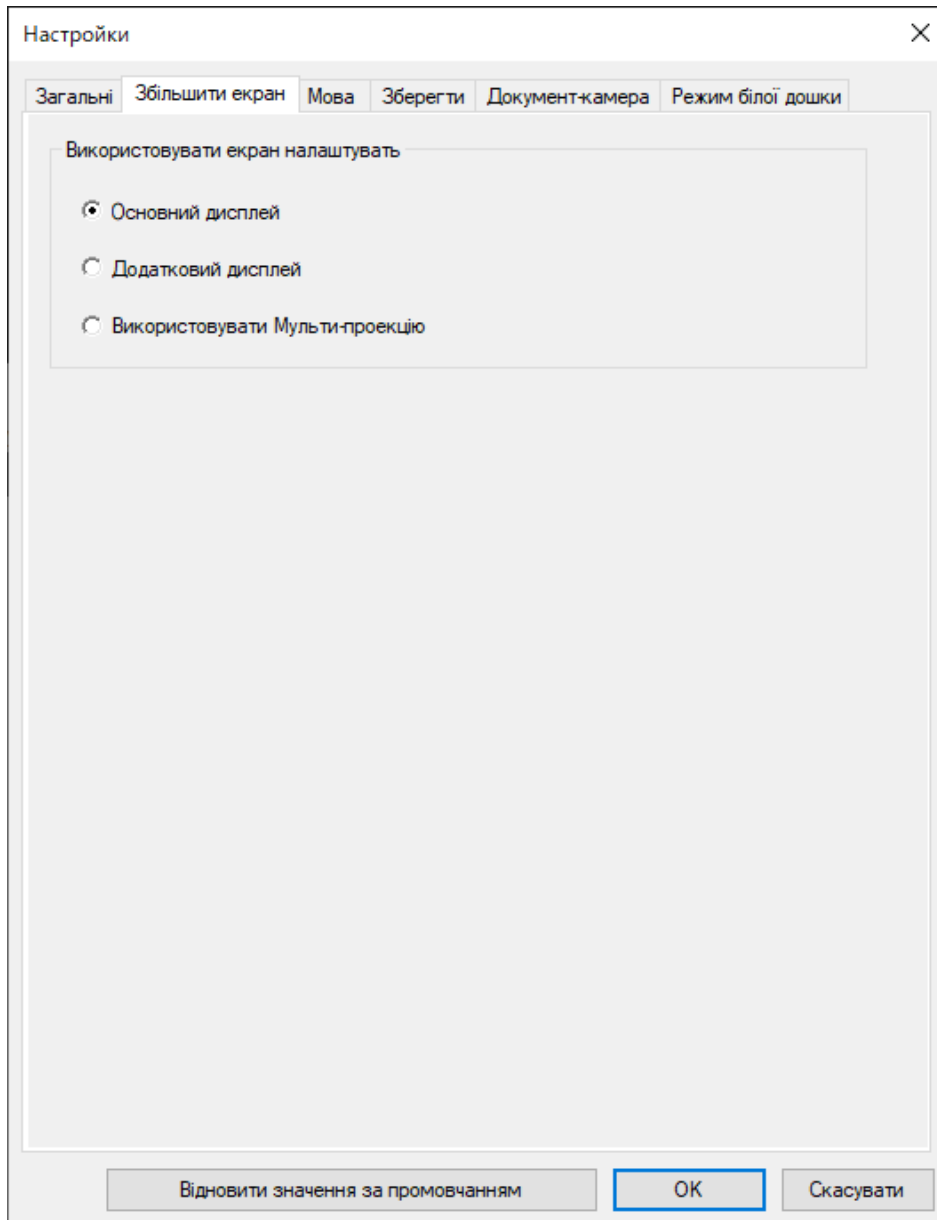 Настройки
Загальні Збільшити екран Мова Зберегти Документ-камера Режим білої дошки
Використовувати екран налаштувать
Основний дисплей
Додатковий дисплей
Використовувати Мульти-проекцію
Відновити значення за промовчанням OK Скасувати